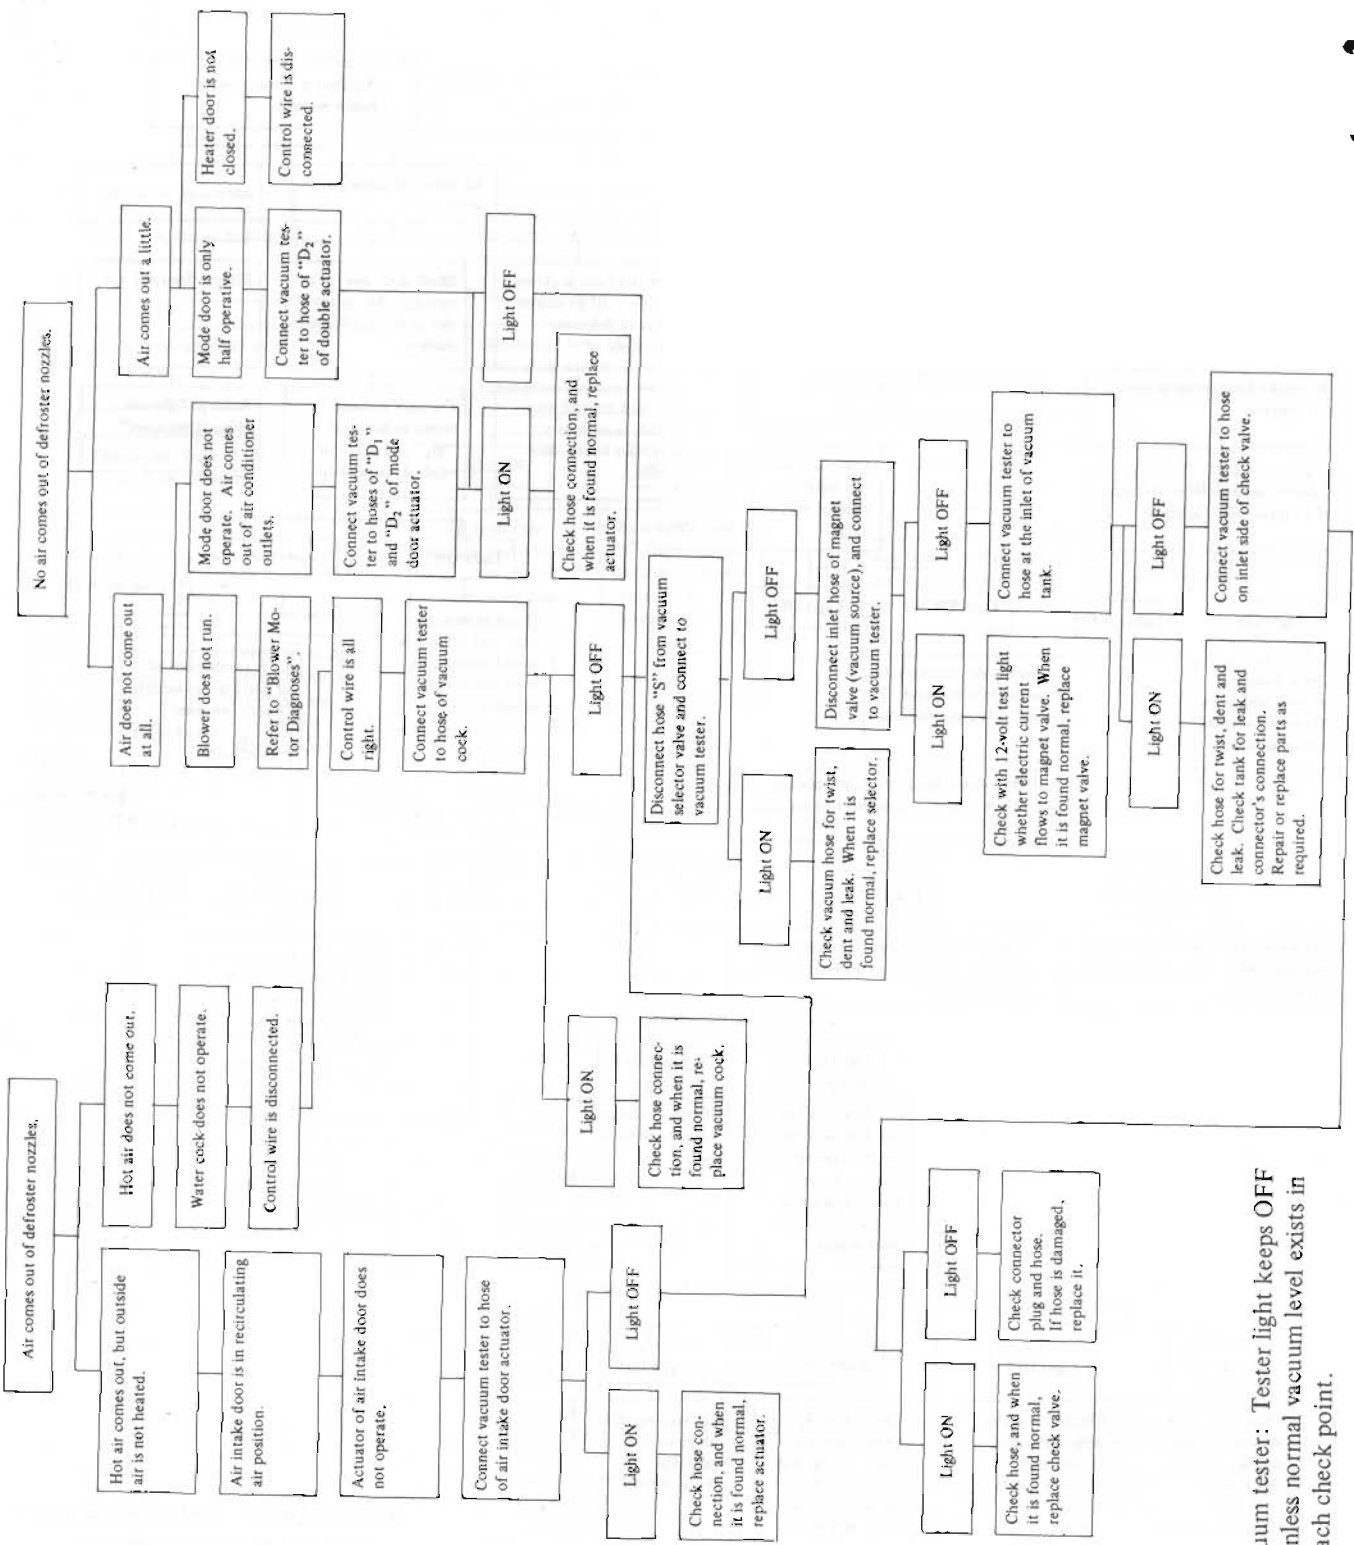 Air comes out of defroster nozzles.
Hot air comes out, but outside
air is not heated.
Air intake door is in recirculating
air position.
Actuator of air intake door does
not operate.
Connect vacuum tester to hose
of air intake door actuator.
Light ON
Check hose con-
nection, and when
it is found normal,
replace actuator.
Light OFF
Hot air does not come out.
Water cock does not operate.
Control wire is disconnected.
Control wire is all
right.
Connect vacuum tester
to hose of vacuum
cock.
Light ON
Check hose connec-
tion, and when it is
found normal, re-
place vacuum cock.
Light OFF
No air comes out of defroster nozzles.
Air does not come out
at all.
Blower does not run.
Refer to “Blower Mo-
tor Diagnoses”.
Mode door does not
operate. Air comes
out of air conditioner
outlets.
Connect vacuum tes-
ter to hoses of “D1”
and “D2” of mode
door actuator.
Air comes out a little.
Mode door is only
half operative.
Connect vacuum tes-
ter to hose of “D2”
of double actuator.
Heater door is not
closed.
Control wire is dis-
connected.
Light ON
Check hose connection, and
when it is found normal, replace
actuator.
Light OFF
Disconnect hose “S” from vacuum
selector valve and connect to
vacuum tester.
Light ON
Check vacuum hose for twist,
dent and leak. When it is
found normal, replace selector.
Light OFF
Disconnect inlet hose of magnet
valve (vacuum source), and connect
to vacuum tester.
Light ON
Check with 12-volt test light
whether electric current
flows to magnet valve. When
it is found normal, replace
magnet valve.
Light OFF
Connect vacuum tester to
hose at the inlet of vacuum
tank.
Light ON
Check hose for twist, dent and
leak. Check tank for leak and
connector's connection.
Repair or replace parts as
required.
Light OFF
Connect vacuum tester to hose
on inlet side of check valve.
Light ON
Check hose, and when
it is found normal,
replace check valve.
Light OFF
Check connector
plug and hose.
If hose is damaged,
replace it.
uum tester: Tester light keeps OFF
nless normal vacuum level exists in
ach check point.